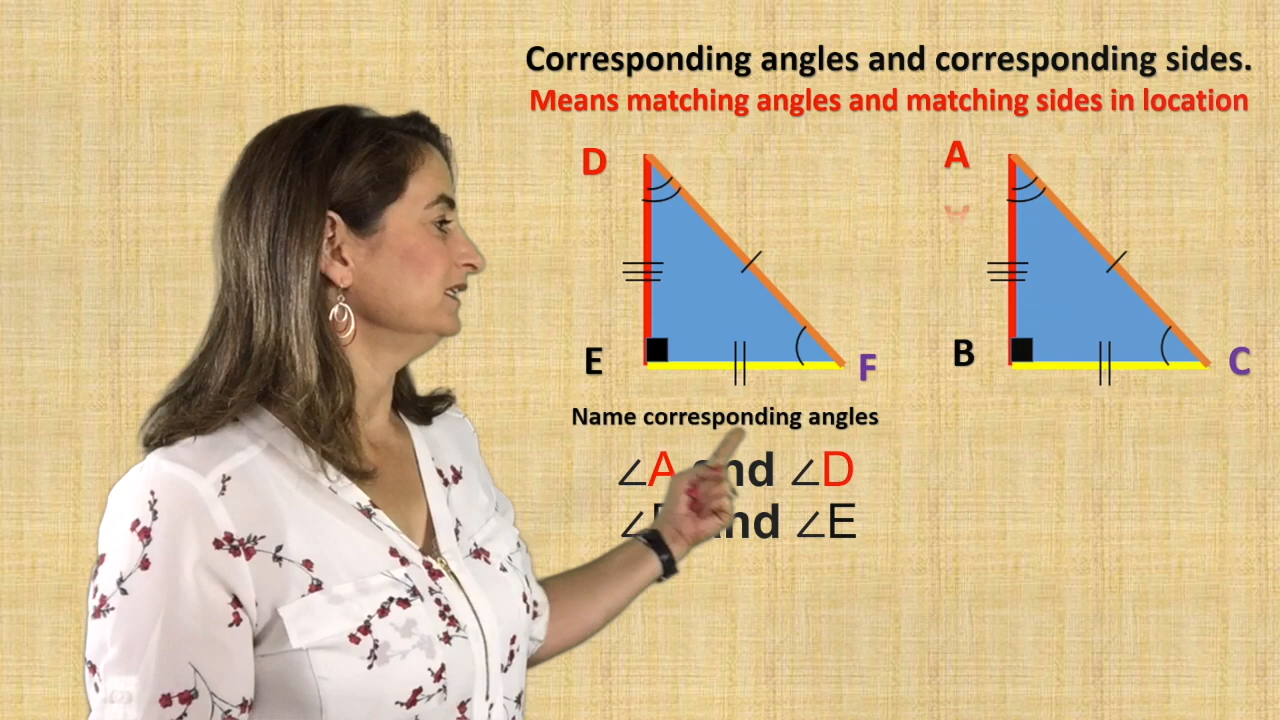 Corresponding angles and corresponding sides.
Means matching angles and matching sides in location
D
A
E
F
B
C
Name corresponding angles
∠A and ∠D
∠ and ∠E